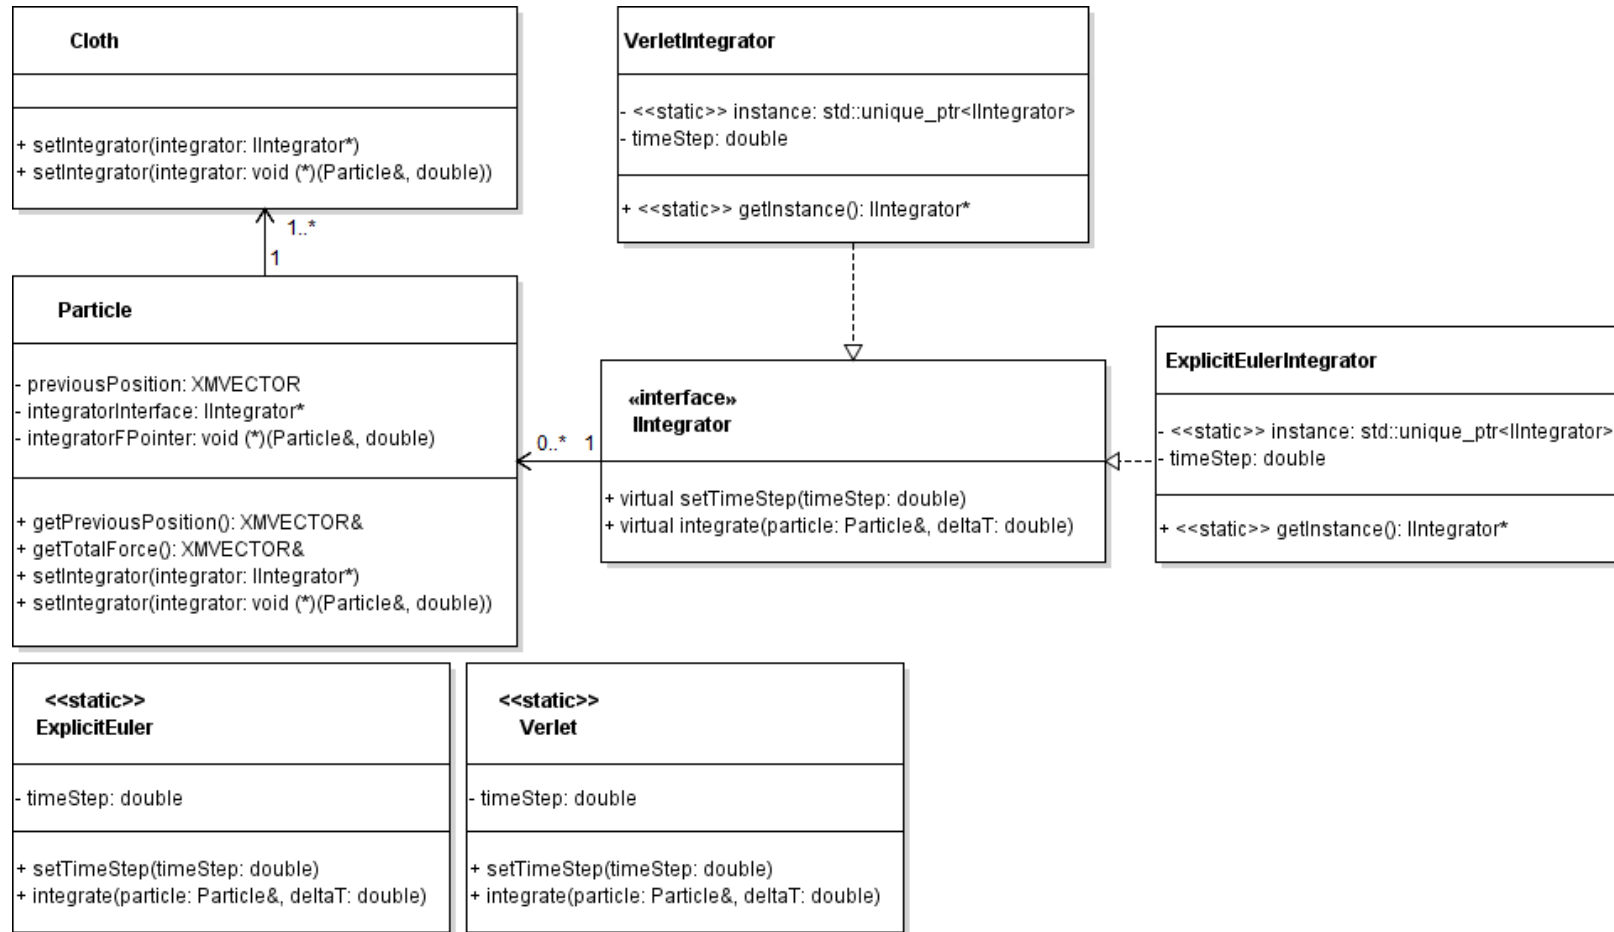 Cloth
+ setIntegrator(integrator: IIntegrator*)
+ setIntegrator(integrator: void (*)(Particle&, double))
1..*
1
Particle
- previousPosition: XMVECTOR
- integratorInterface: IIntegrator*
- integratorFPointer: void (*)(Particle&, double)
+ getPreviousPosition(): XMVECTOR&
+ getTotalForce(): XMVECTOR&
+ setIntegrator(integrator: IIntegrator*)
+ setIntegrator(integrator: void (*)(Particle&, double))
VerletIntegrator
- <<static>> instance: std::unique_ptr<IIntegrator>
- timeStep: double
+ <<static>> getInstance(): IIntegrator*
0..* 1
«interface»
IIntegrator
+ virtual setTimeStep(timeStep: double)
+ virtual integrate(particle: Particle&, deltaT: double)
ExplicitEulerIntegrator
- <<static>> instance: std::unique_ptr<IIntegrator>
- timeStep: double
+ <<static>> getInstance(): IIntegrator*
<<static>>
ExplicitEuler
- timeStep: double
+ setTimeStep(timeStep: double)
+ integrate(particle: Particle&, deltaT: double)
<<static>>
Verlet
- timeStep: double
+ setTimeStep(timeStep: double)
+ integrate(particle: Particle&, deltaT: double)